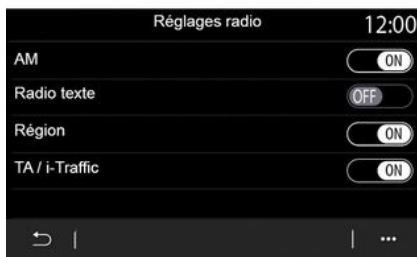 Réglages radio 12:00
AM ON
Radio texte OFF
Région ON
TA / i-Traffic ON